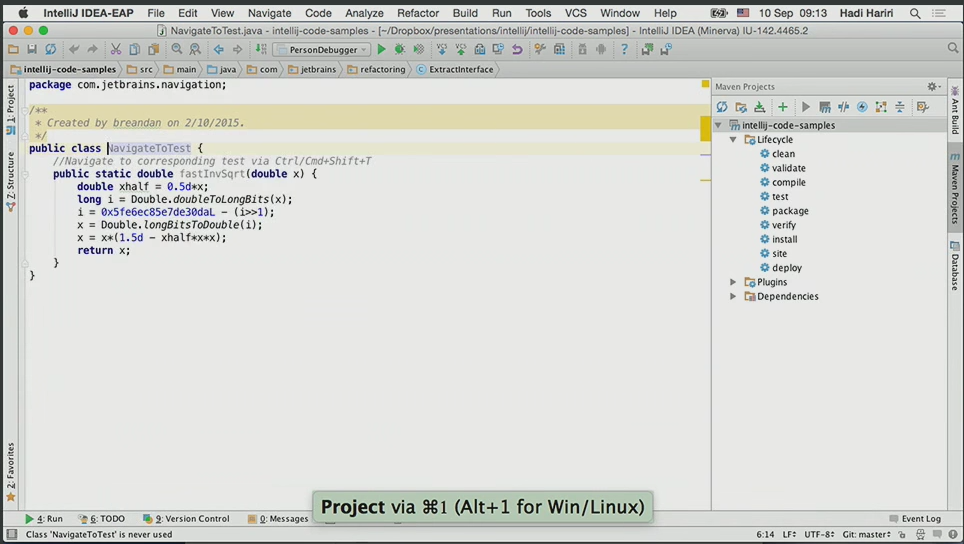 IntelliJ IDEA-EAP File Edit View Navigate Code Analyze Refactor Build Run Tools VCS Window Help 10 Sep 09:13 Hadi Hariri
NavigateToTest.java - intellij-code-samples - [~/Dropbox/presentations/intellij/intellij-code-samples] - IntelliJ IDEA (Minerva) IU-142.4465.2
PersonDebugger
intellij-code-samples src main java com jetbrains refactoring ExtractInterface
package com.jetbrains.navigation;
/**
* Created by breandan on 2/10/2015.
*/
public class NavigateToTest {
//Navigate to corresponding test via Ctrl/Cmd+Shift+T
public static double fastInvSqrt(double x) {
double xhalf = 0.5d*x;
long i = Double.doubleToLongBits(x);
i = 0x5fe6ec85e7de30daL - (i>>1);
x = Double.longBitsToDouble(i);
x = x*(1.5d - xhalf*x*x);
return x;
}
}
1: Project
Z: Structure
2: Favorites
Maven Projects
intellij-code-samples
Lifecycle
clean
validate
compile
test
package
verify
install
site
deploy
Plugins
Dependencies
Ant Build
Maven Projects
Database
Project via ⌘1 (Alt+1 for Win/Linux)
4: Run 6: TODO 9: Version Control 0: Messages Event Log
Class 'NavigateToTest' is never used 6:14 LF÷ UTF-8÷ Git: master÷